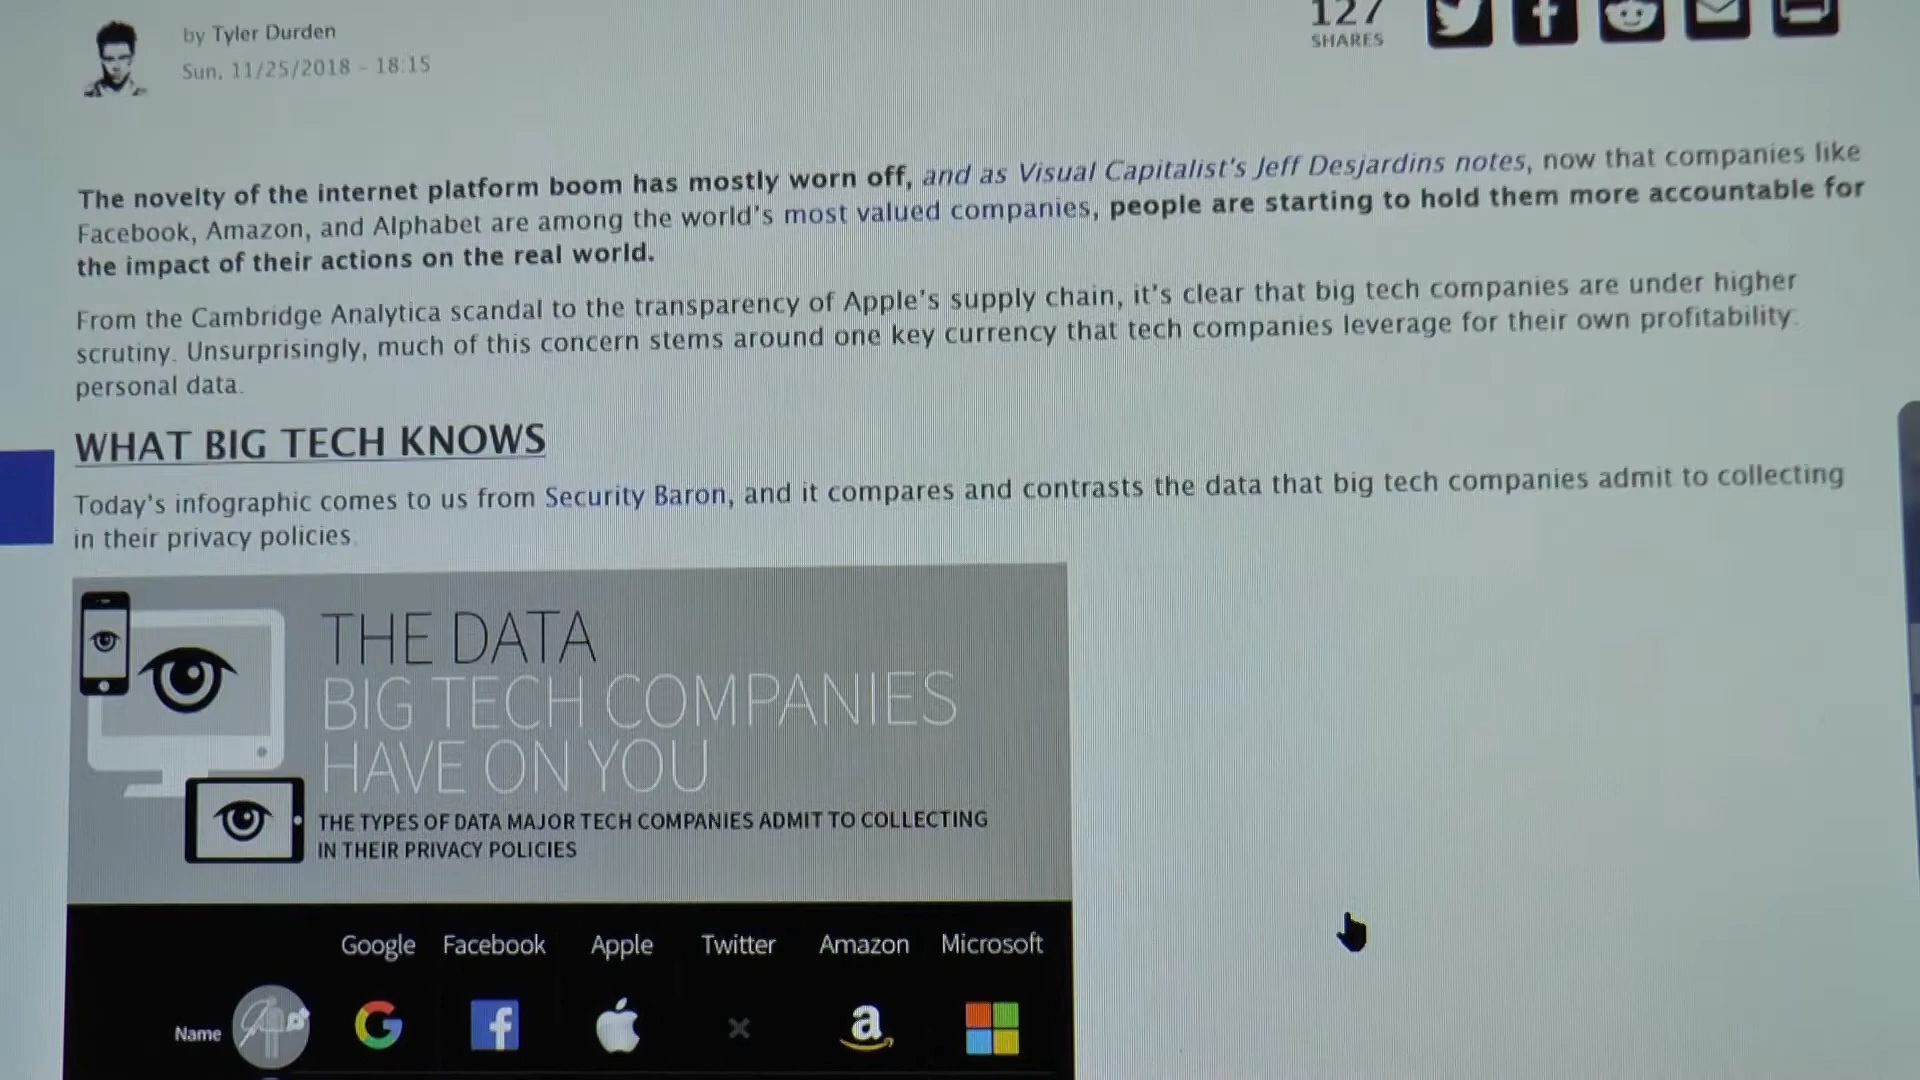 by Tyler Durden
Sun, 11/25/2018 - 18:15
127
SHARES
The novelty of the internet platform boom has mostly worn off, and as Visual Capitalist's Jeff Desjardins notes, now that companies like
Facebook, Amazon, and Alphabet are among the world's most valued companies, people are starting to hold them more accountable for
the impact of their actions on the real world.
From the Cambridge Analytica scandal to the transparency of Apple's supply chain, it's clear that big tech companies are under higher
scrutiny. Unsurprisingly, much of this concern stems around one key currency that tech companies leverage for their own profitability:
personal data.
WHAT BIG TECH KNOWS
Today's infographic comes to us from Security Baron, and it compares and contrasts the data that big tech companies admit to collecting
in their privacy policies.
THE DATA
BIG TECH COMPANIES
HAVE ON YOU
THE TYPES OF DATA MAJOR TECH COMPANIES ADMIT TO COLLECTING
IN THEIR PRIVACY POLICIES
Google Facebook Apple Twitter Amazon Microsoft
Name